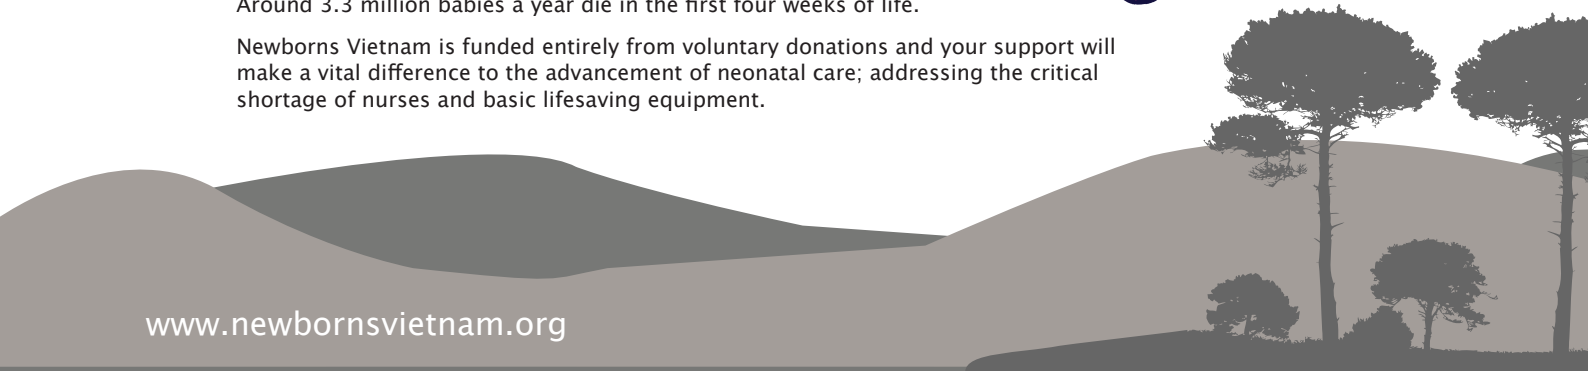 Around 3.3 million babies a year die in the first four weeks of life.
Newborns Vietnam is funded entirely from voluntary donations and your support will
make a vital difference to the advancement of neonatal care; addressing the critical
shortage of nurses and basic lifesaving equipment.
www.newbornsvietnam.org